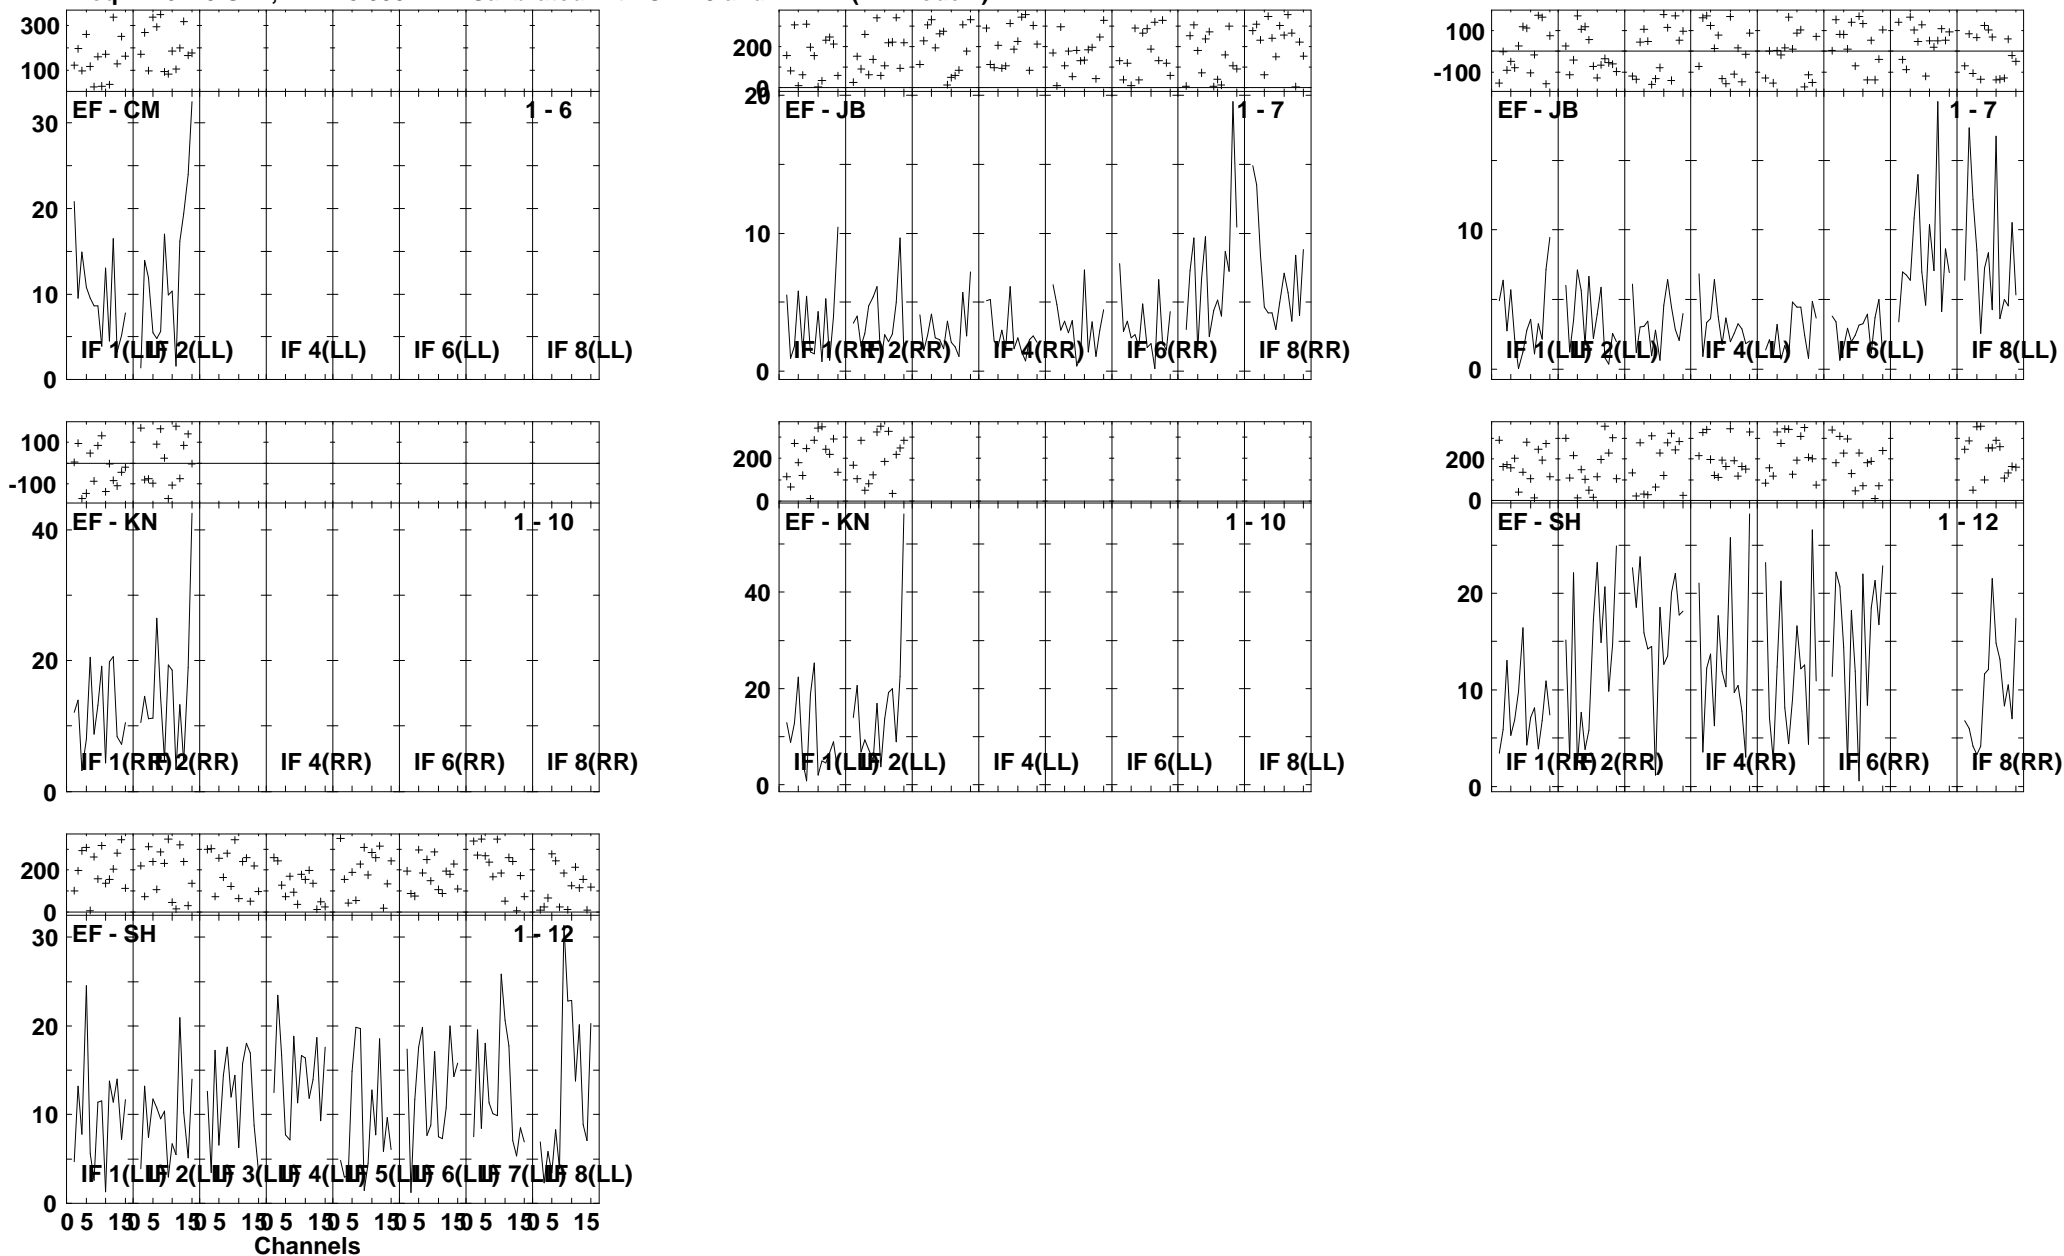 300
100
EF - CM
1 - 6
30
20
10
0
IF 1(LL)
IF 2(LL)
IF 4(LL)
IF 6(LL)
IF 8(LL)
200
0
20
EF - JB
1 - 7
10
0
IF 1(RR)
IF 2(RR)
IF 4(RR)
IF 6(RR)
IF 8(RR)
100
-100
EF - JB
1 - 7
10
0
IF 1(LL)
IF 2(LL)
IF 4(LL)
IF 6(LL)
IF 8(LL)
100
-100
EF - KN
1 - 10
40
20
0
IF 1(RR)
IF 2(RR)
IF 4(RR)
IF 6(RR)
IF 8(RR)
200
0
EF - KN
1 - 10
40
20
0
IF 1(LL)
IF 2(LL)
IF 4(LL)
IF 6(LL)
IF 8(LL)
200
0
EF - SH
1 - 12
20
10
0
IF 1(RR)
IF 2(RR)
IF 4(RR)
IF 6(RR)
IF 8(RR)
200
0
EF - SH
1 - 12
30
20
10
0
IF 1(LL)
IF 2(LL)
IF 3(LL)
IF 4(LL)
IF 5(LL)
IF 6(LL)
IF 7(LL)
IF 8(LL)
0 5 15 0 5 15 0 5 15 0 5 15 0 5 15 0 5 15 0 5 15 0 5 15
Channels